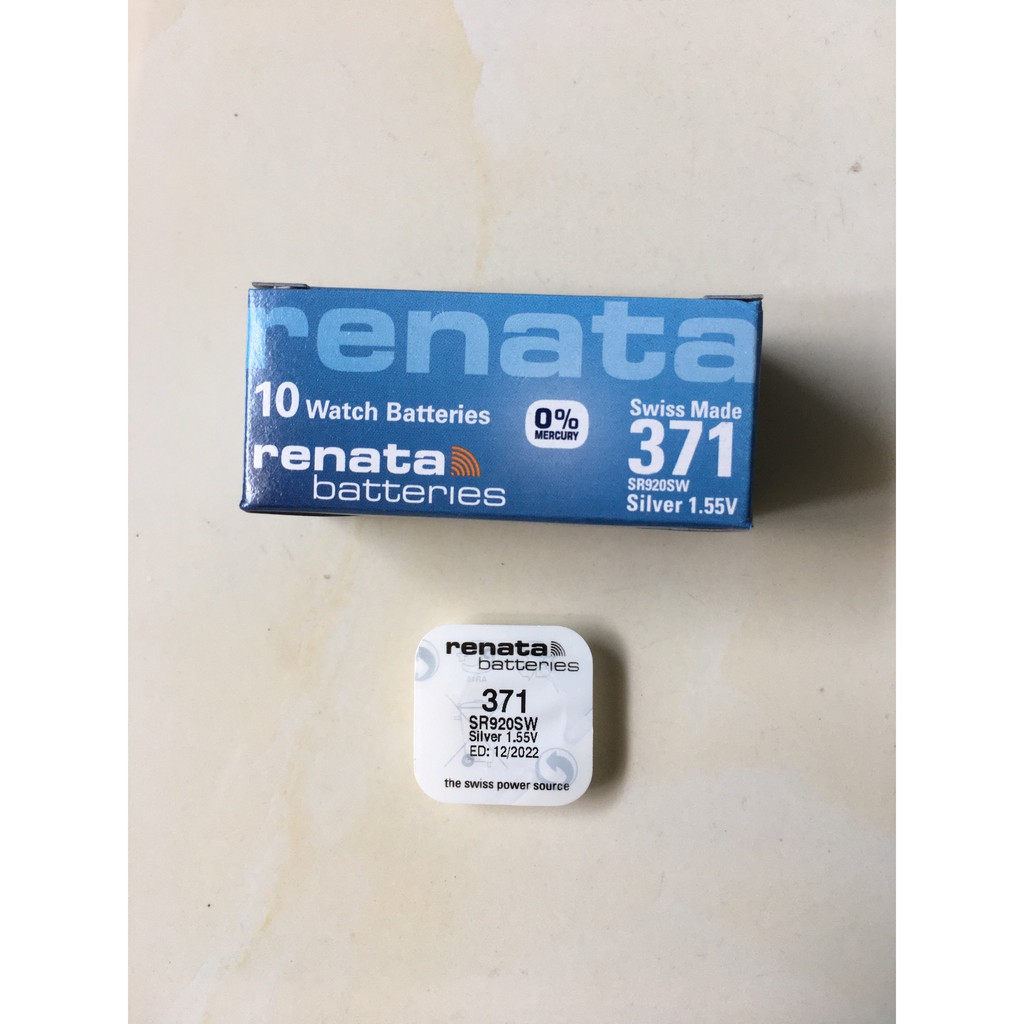 renata
10 Watch Batteries
0%
MERCURY
renata
batteries
Swiss Made
371
SR920SW
Silver 1.55V
renata
batteries
371
SR920SW
Silver 1.55V
ED: 12/2022
the swiss power source